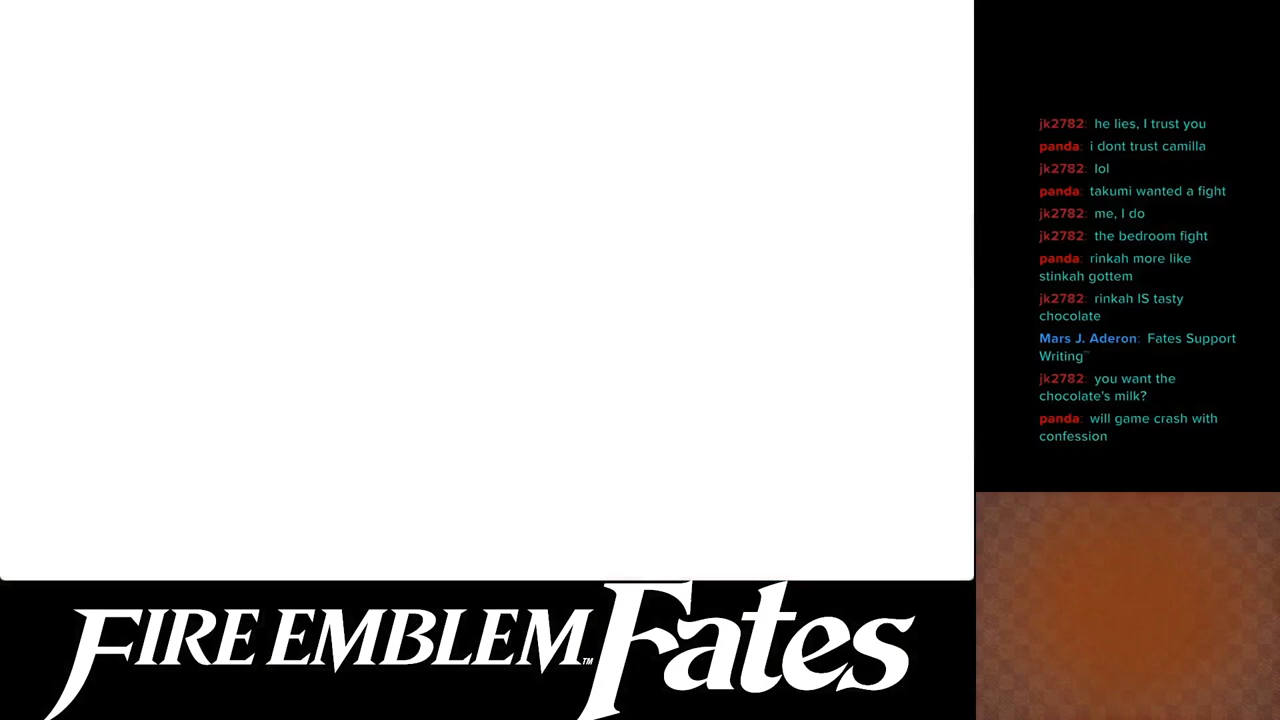 jk2782: he lies, I trust you
panda: i dont trust camilla
jk2782: lol
panda: takumi wanted a fight
jk2782: me, I do
jk2782: the bedroom fight
panda: rinkah more like
stinkah gottem
jk2782: rinkah IS tasty
chocolate
Mars J. Aderon: Fates Support
Writing™
jk2782: you want the
chocolate's milk?
panda: will game crash with
confession
FIRE EMBLEM™ Fates